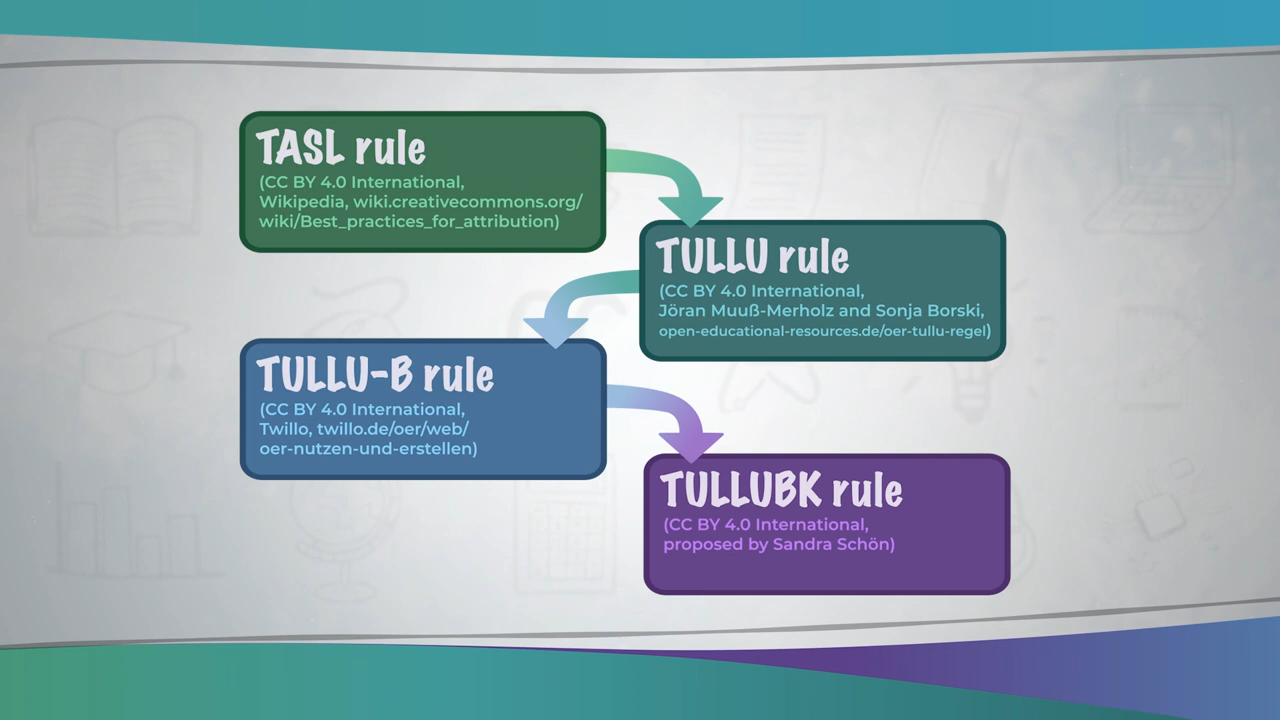 TASL rule
(CC BY 4.0 International,
Wikipedia, wiki.creativecommons.org/
wiki/Best_practices_for_attribution)
TULLU rule
(CC BY 4.0 International,
Jöran Muuß-Merholz and Sonja Borski,
open-educational-resources.de/oer-tullu-regel)
TULLU-B rule
(CC BY 4.0 International,
Twillo, twillo.de/oer/web/
oer-nutzen-und-erstellen)
TULLUBK rule
(CC BY 4.0 International,
proposed by Sandra Schön)